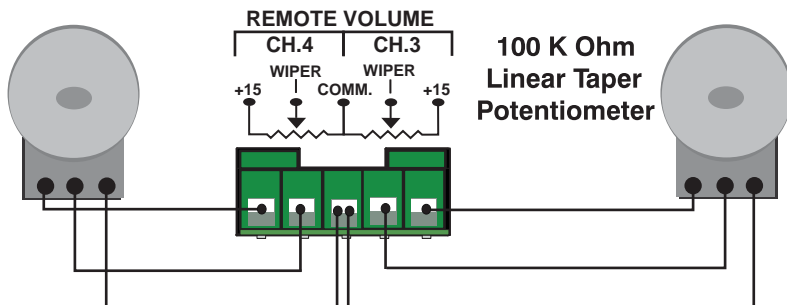 REMOTE VOLUME
CH.4 CH.3
WIPER WIPER
+15 COMM. +15
100 K Ohm
Linear Taper
Potentiometer